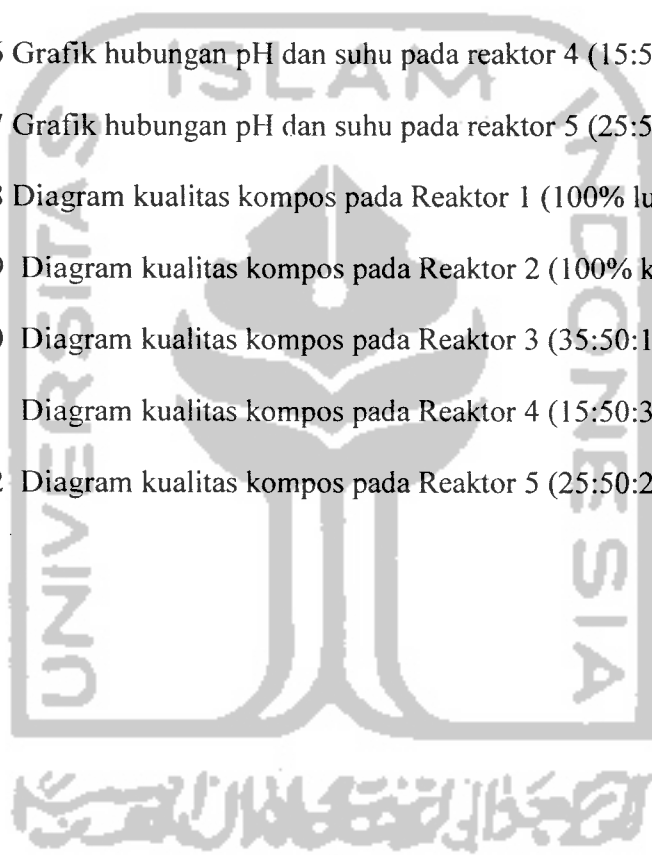 Grafik hubungan pH dan suhu pada reaktor 4 (15:5
Grafik hubungan pH dan suhu pada reaktor 5 (25:5
Diagram kualitas kompos pada Reaktor 1 (100% lu
Diagram kualitas kompos pada Reaktor 2 (100% k
Diagram kualitas kompos pada Reaktor 3 (35:50:1
Diagram kualitas kompos pada Reaktor 4 (15:50:3
2 Diagram kualitas kompos pada Reaktor 5 (25:50:2
UNIVERSITAS
ISLAM
INDONESIA